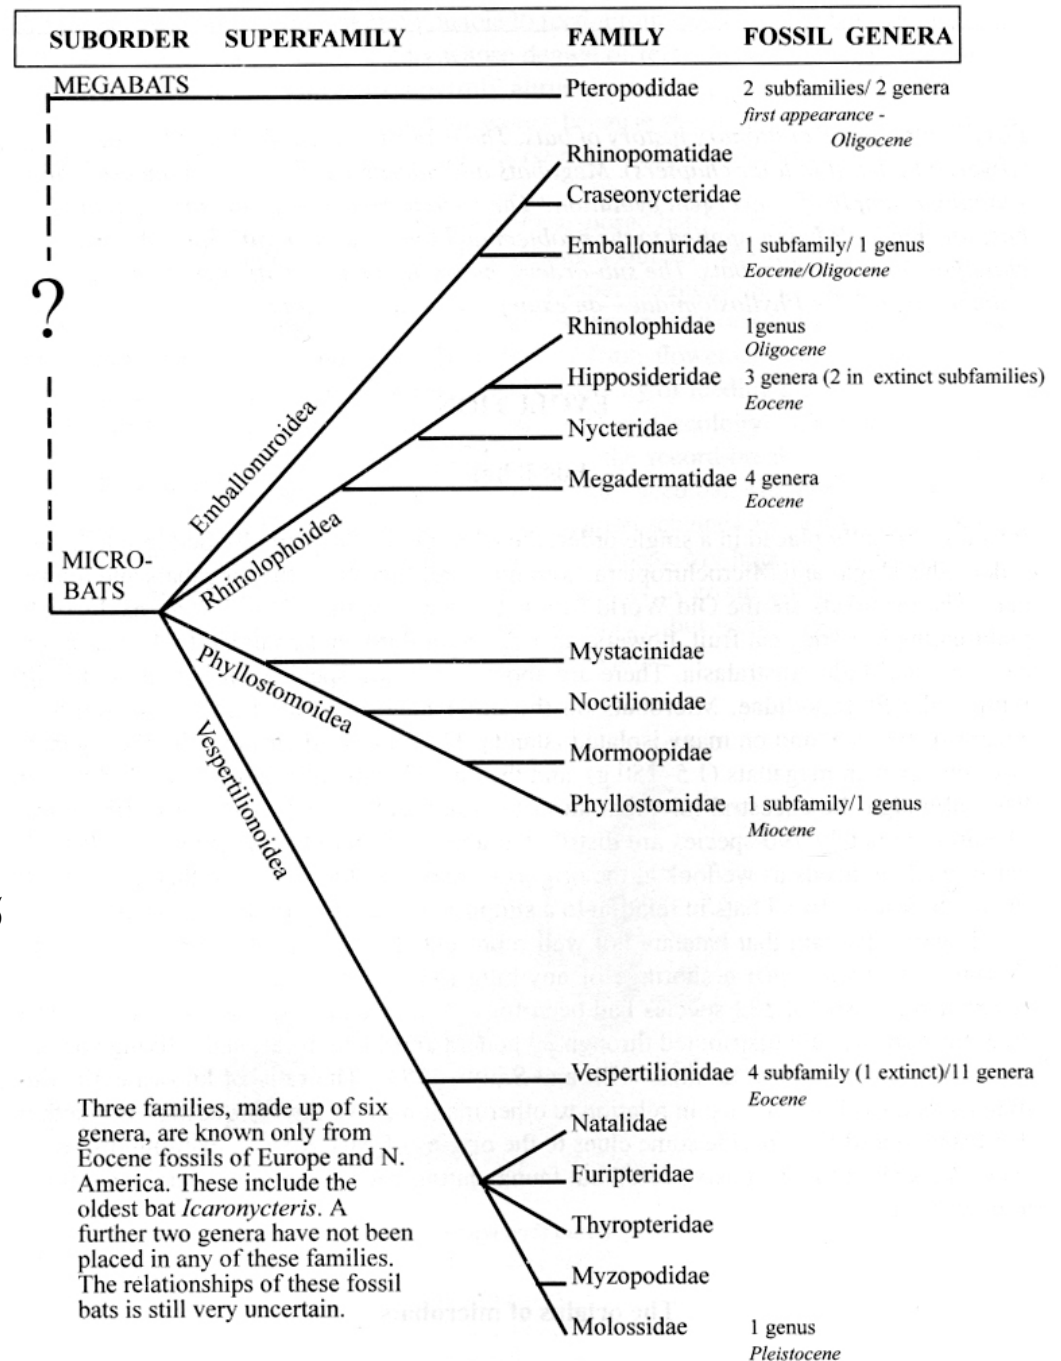 SUBORDER SUPERFAMILY FAMILY FOSSIL GENERA
MEGABATS
Pteropodidae 2 subfamilies/ 2 genera
first appearance -
Oligocene
Rhinopomatidae
Craseonycteridae
Emballonuridae 1 subfamily/ 1 genus
Eocene/Oligocene
?
Rhinolophidae 1genus
Oligocene
Hipposideridae 3 genera (2 in extinct subfamilies)
Eocene
Nycteridae
Megadermatidae 4 genera
Eocene
Emballonuroidea
Rhinolophoidea
MICRO-
BATS
Phyllostomoidea
Vespertilionoidea
Mystacinidae
Noctilionidae
Mormoopidae
Phyllostomidae 1 subfamily/1 genus
Miocene
Vespertilionidae 4 subfamily (1 extinct)/11 genera
Eocene
Natalidae
Furipteridae
Thyropteridae
Myzopodidae
Molossidae 1 genus
Pleistocene
Three families, made up of six
genera, are known only from
Eocene fossils of Europe and N.
America. These include the
oldest bat Icaronycteris. A
further two genera have not been
placed in any of these families.
The relationships of these fossil
bats is still very uncertain.